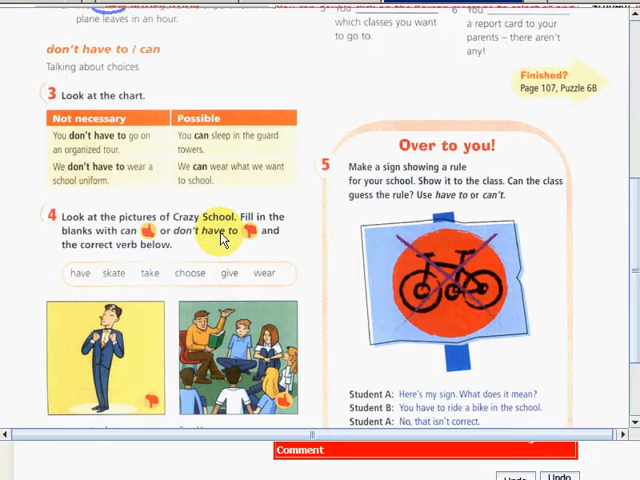 plane leaves in an hour.
don't have to / can
Talking about choices
3 Look at the chart.
Not necessary Possible
You don't have to go on an organized tour.
You can sleep in the guard towers.
We don't have to wear a school uniform.
We can wear what we want to school.
4 Look at the pictures of Crazy School. Fill in the
blanks with can or don't have to and
the correct verb below.
have skate take choose give wear
5 You
which classes you want
to go to.
6 You
a report card to your
parents – there aren't
any!
Finished?
Page 107, Puzzle 68
Over to you!
5 Make a sign showing a rule
for your school. Show it to the class. Can the class
guess the rule? Use have to or can't.
Student A: Here's my sign. What does it mean?
Student B: You have to ride a bike in the school.
Student A: No, that isn't correct.
Comment
Undo
Undo